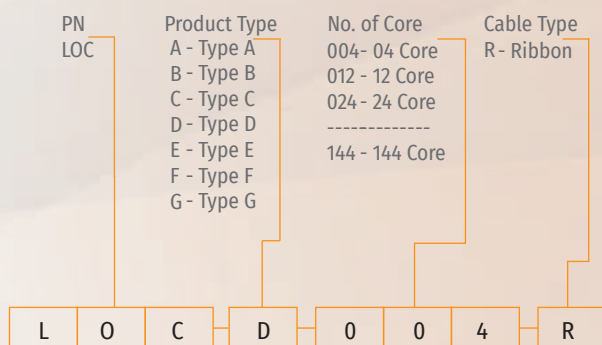 PN
LOC
Product Type
A - Type A
B - Type B
C - Type C
D - Type D
E - Type E
F - Type F
G - Type G
No. of Core
004- 04 Core
012 - 12 Core
024 - 24 Core
-------------
144 - 144 Core
Cable Type
R - Ribbon
L O C - D - 0 0 4 - R